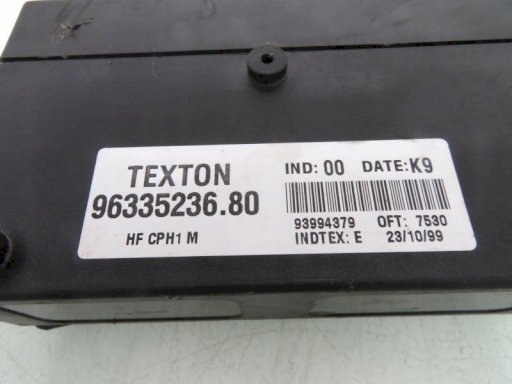 TEXTON
96335236.80
HF CPH1 M
IND: 00 DATE: K9
93994379 OFT: 7530
INDTEX: E 23/10/99